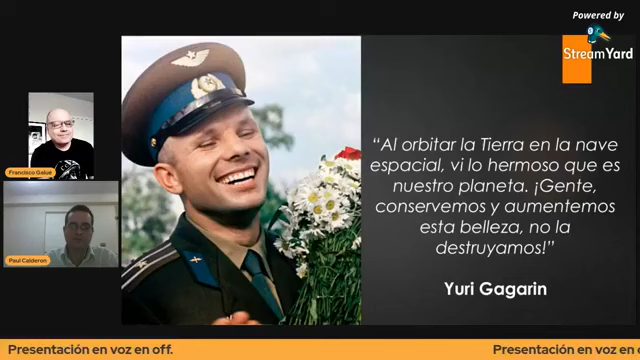 Powered by
StreamYard
Francisco Galué
Paul Calderon
“Al orbitar la Tierra en la nave
espacial, vi lo hermoso que es
nuestro planeta. ¡Gente,
conservemos y aumentemos
esta belleza, no la
destruyamos!”
Yuri Gagarin
Presentación en voz en off.
Presentación en voz en o